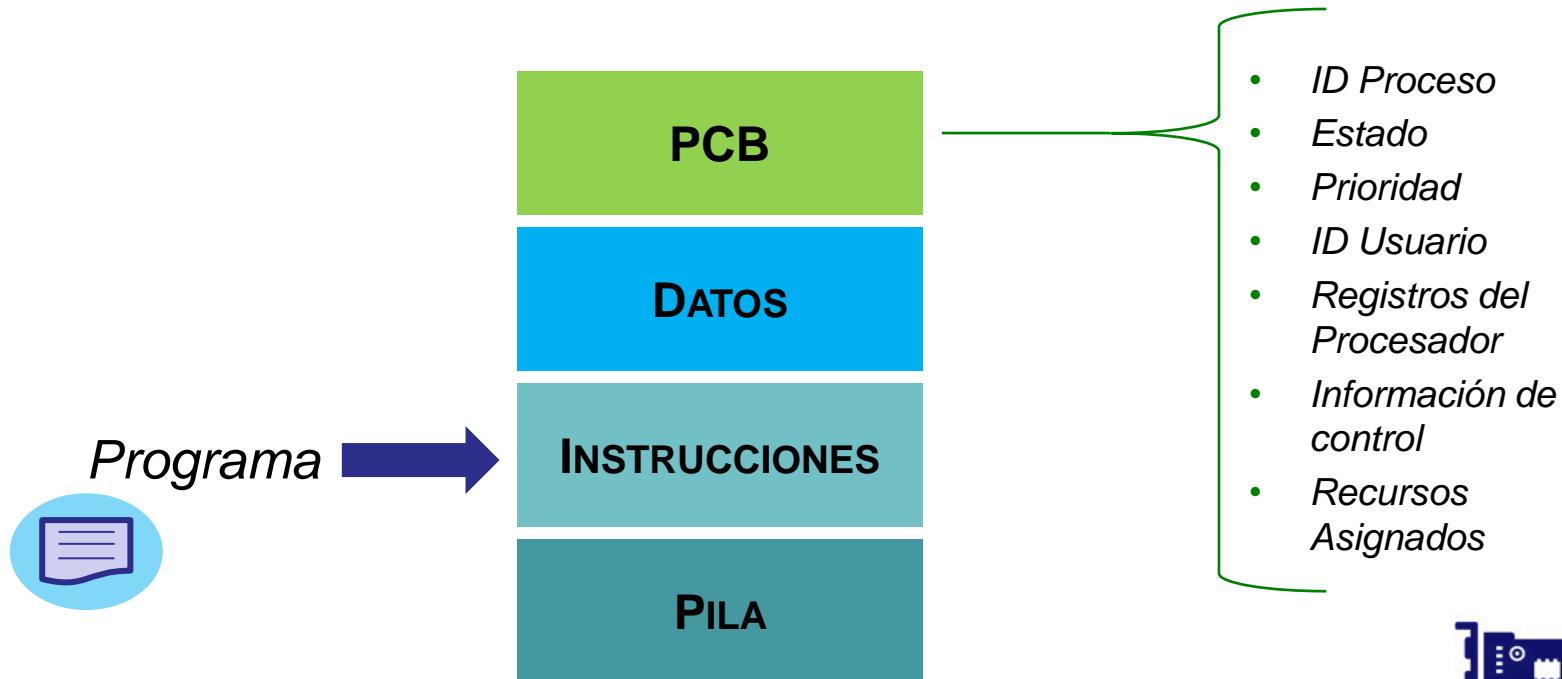 PCB
DATOS
INSTRUCCIONES
PILA
Programa
• ID Proceso
• Estado
• Prioridad
• ID Usuario
• Registros del
Procesador
• Información de
control
• Recursos
Asignados